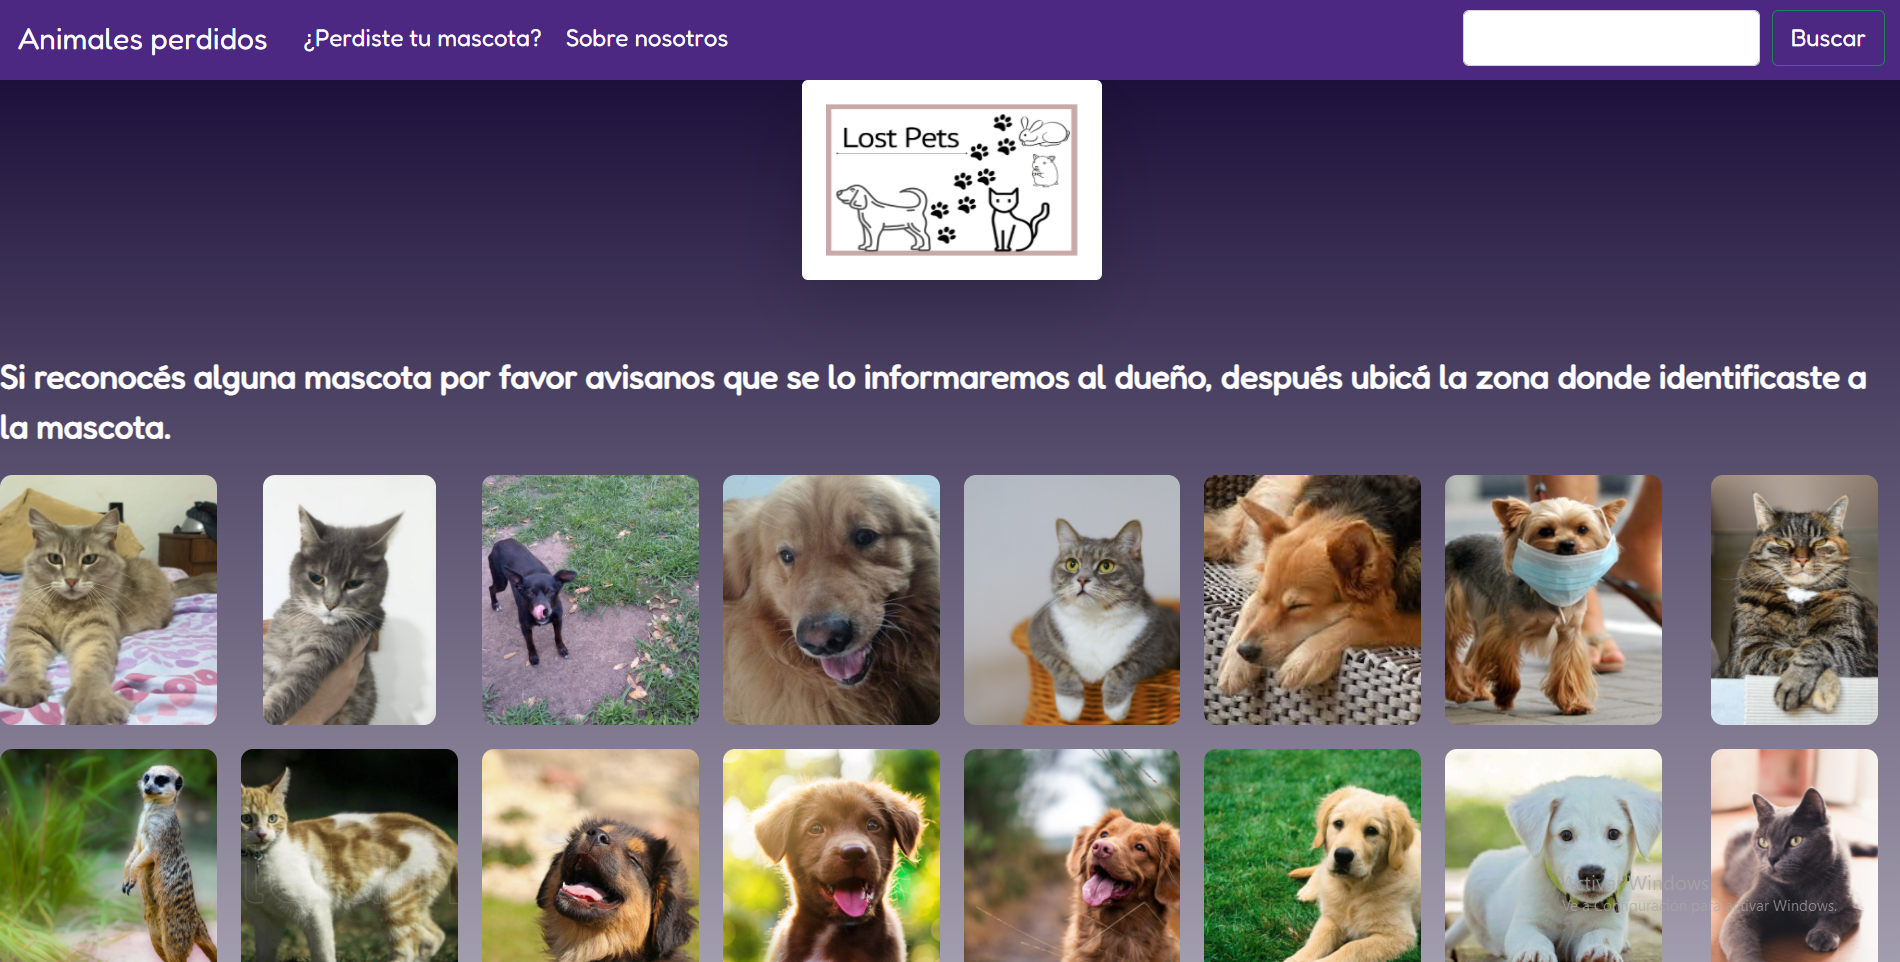 Animales perdidos ¿Perdiste tu mascota? Sobre nosotros Buscar
Lost Pets
Si reconocés alguna mascota por favor avisanos que se lo informaremos al dueño, después ubicá la zona donde identificaste a
la mascota.
Activar Windows
Ve a Configuración para activar Windows.